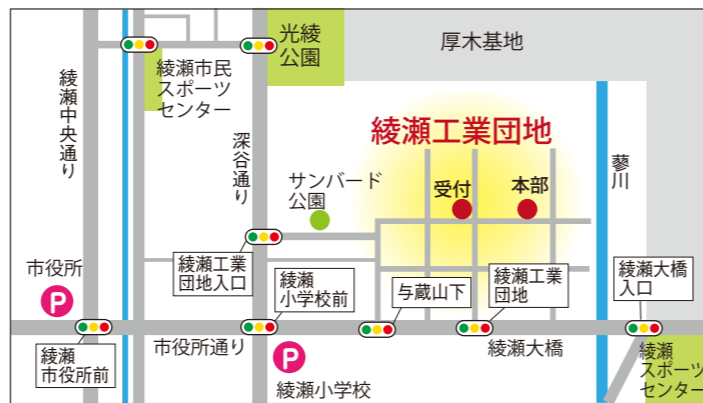 光綾
公園
厚木基地
綾瀬市民
スポーツ
センター
綾瀬中央通り
深谷通り
綾瀬工業団地
サンバード
公園
受付
本部
蓼川
市役所
P
綾瀬工業
団地入口
綾瀬
小学校前
与蔵山下
綾瀬工業
団地
綾瀬大橋
入口
綾瀬
市役所前
市役所通り
P
綾瀬小学校
綾瀬大橋
綾瀬
スポーツ
センター